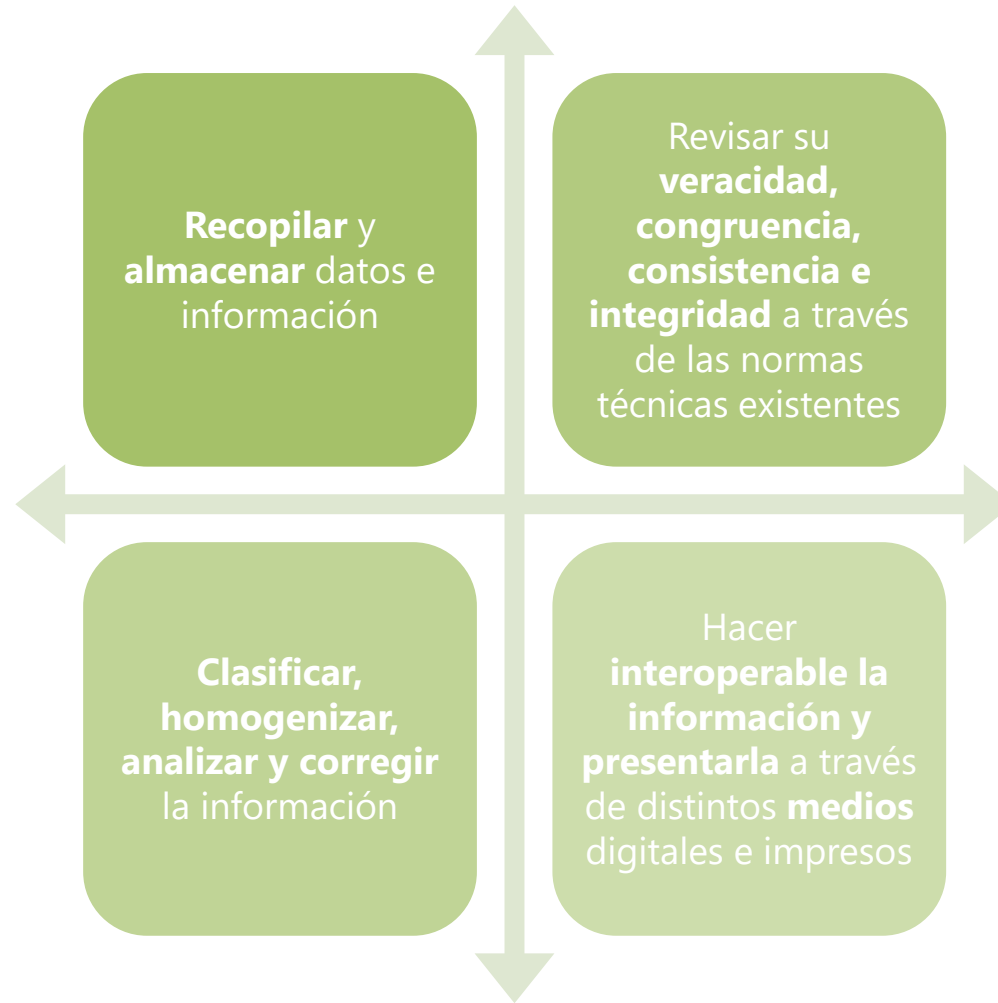 Recopilar y
almacenar datos e
información
Revisar su
veracidad,
congruencia,
consistencia e
integridad a través
de las normas
técnicas existentes
Clasificar,
homogenizar,
analizar y corregir
la información
Hacer
interoperable la
información y
presentarla a través
de distintos medios
digitales e impresos